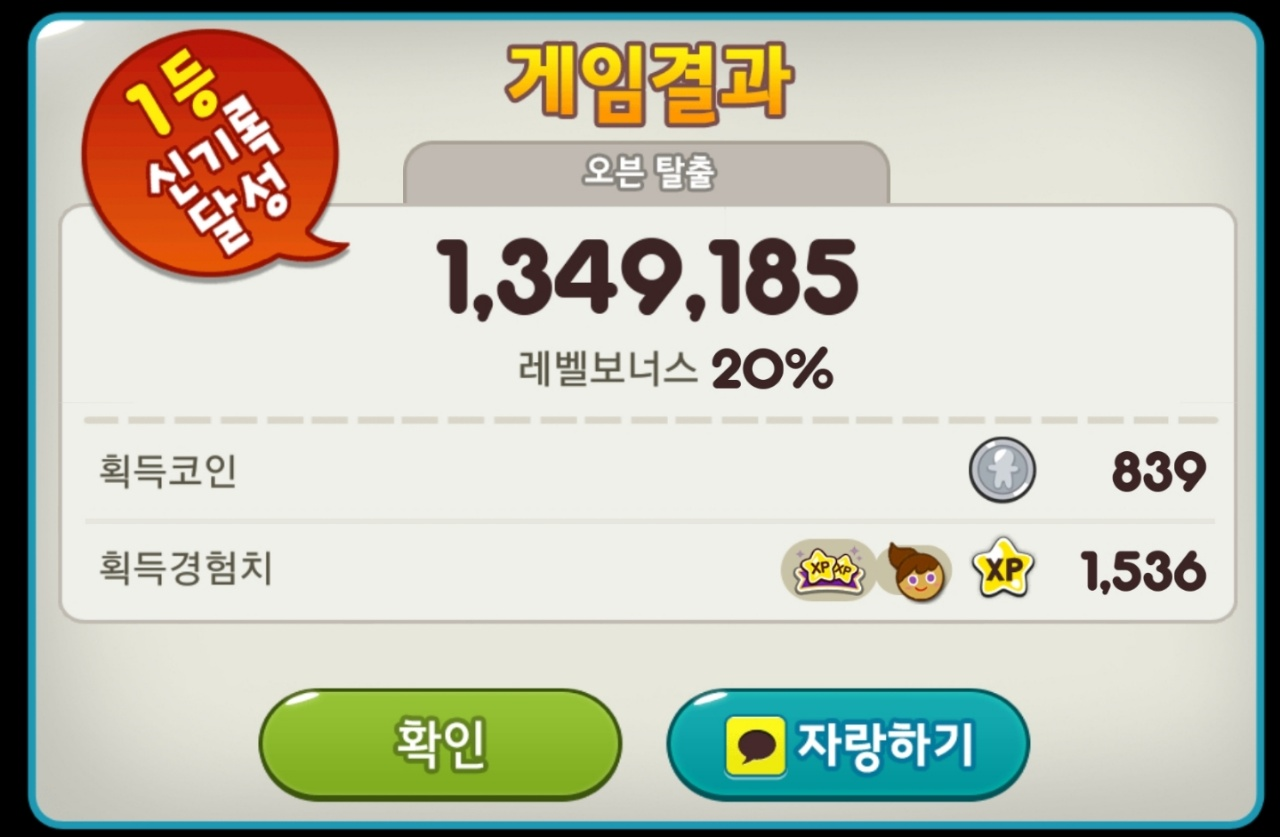 1등
신기록
달성
게임결과
오븐 탈출
1,349,185
레벨보너스 20%
획득코인 839
획득경험치 XP XP XP 1,536
확인
자랑하기